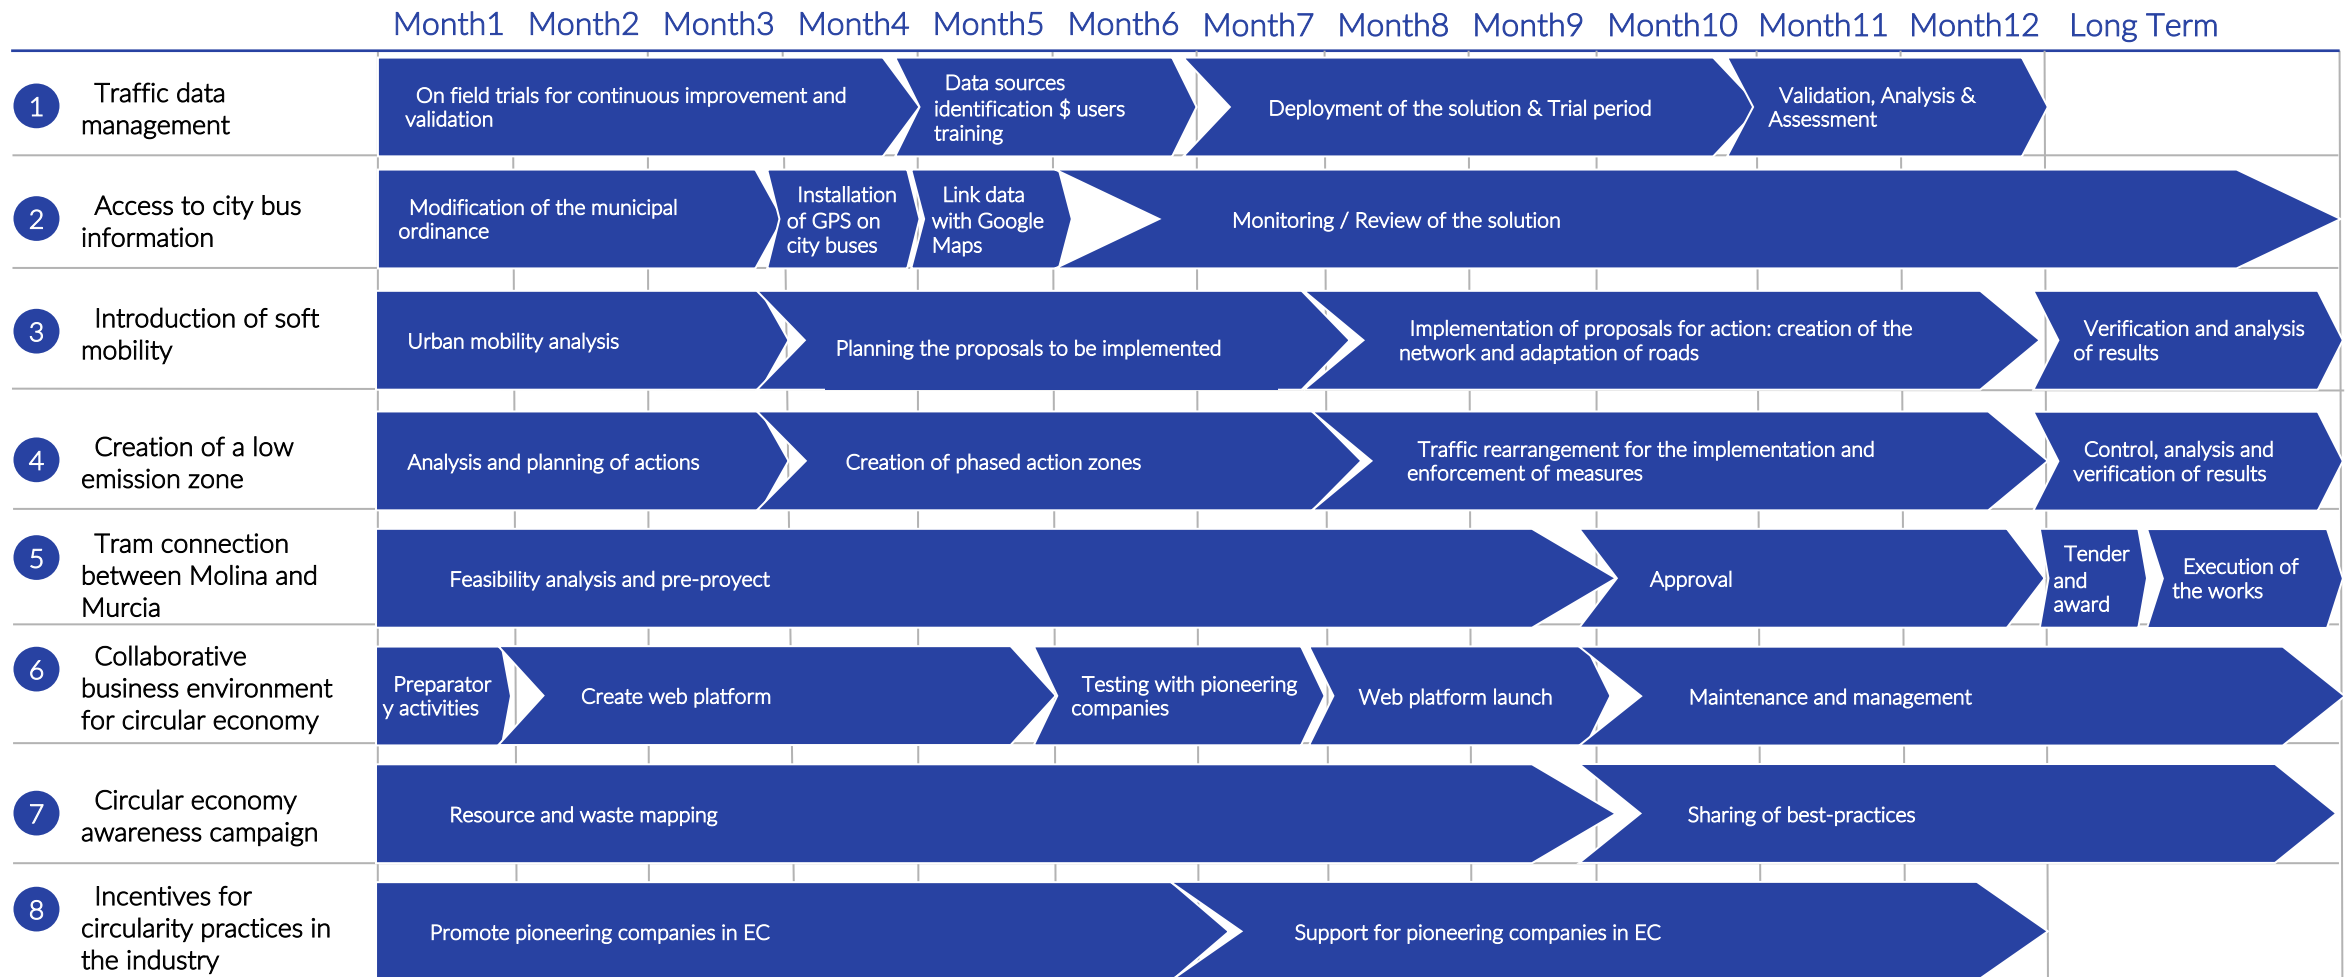 Month1 Month2 Month3 Month4 Month5 Month6 Month7 Month8 Month9 Month10 Month11 Month12 Long Term
1
Traffic data
management
On field trials for continuous improvement and
validation
Data sources
identification $ users
training
Deployment of the solution & Trial period
Validation, Analysis &
Assessment
2
Access to city bus
information
Modification of the municipal
ordinance
Installation
of GPS on
city buses
Link data
with Google
Maps
Monitoring / Review of the solution
3
Introduction of soft
mobility
Urban mobility analysis
Planning the proposals to be implemented
Implementation of proposals for action: creation of the
network and adaptation of roads
Verification and analysis
of results
4
Creation of a low
emission zone
Analysis and planning of actions
Creation of phased action zones
Traffic rearrangement for the implementation and
enforcement of measures
Control, analysis and
verification of results
5
Tram connection
between Molina and
Murcia
Feasibility analysis and pre-proyect
Approval
Tender
and
award
Execution of
the works
6
Collaborative
business environment
for circular economy
Preparator
y activities
Create web platform
Testing with pioneering
companies
Web platform launch
Maintenance and management
7
Circular economy
awareness campaign
Resource and waste mapping
Sharing of best-practices
8
Incentives for
circularity practices in
the industry
Promote pioneering companies in EC
Support for pioneering companies in EC